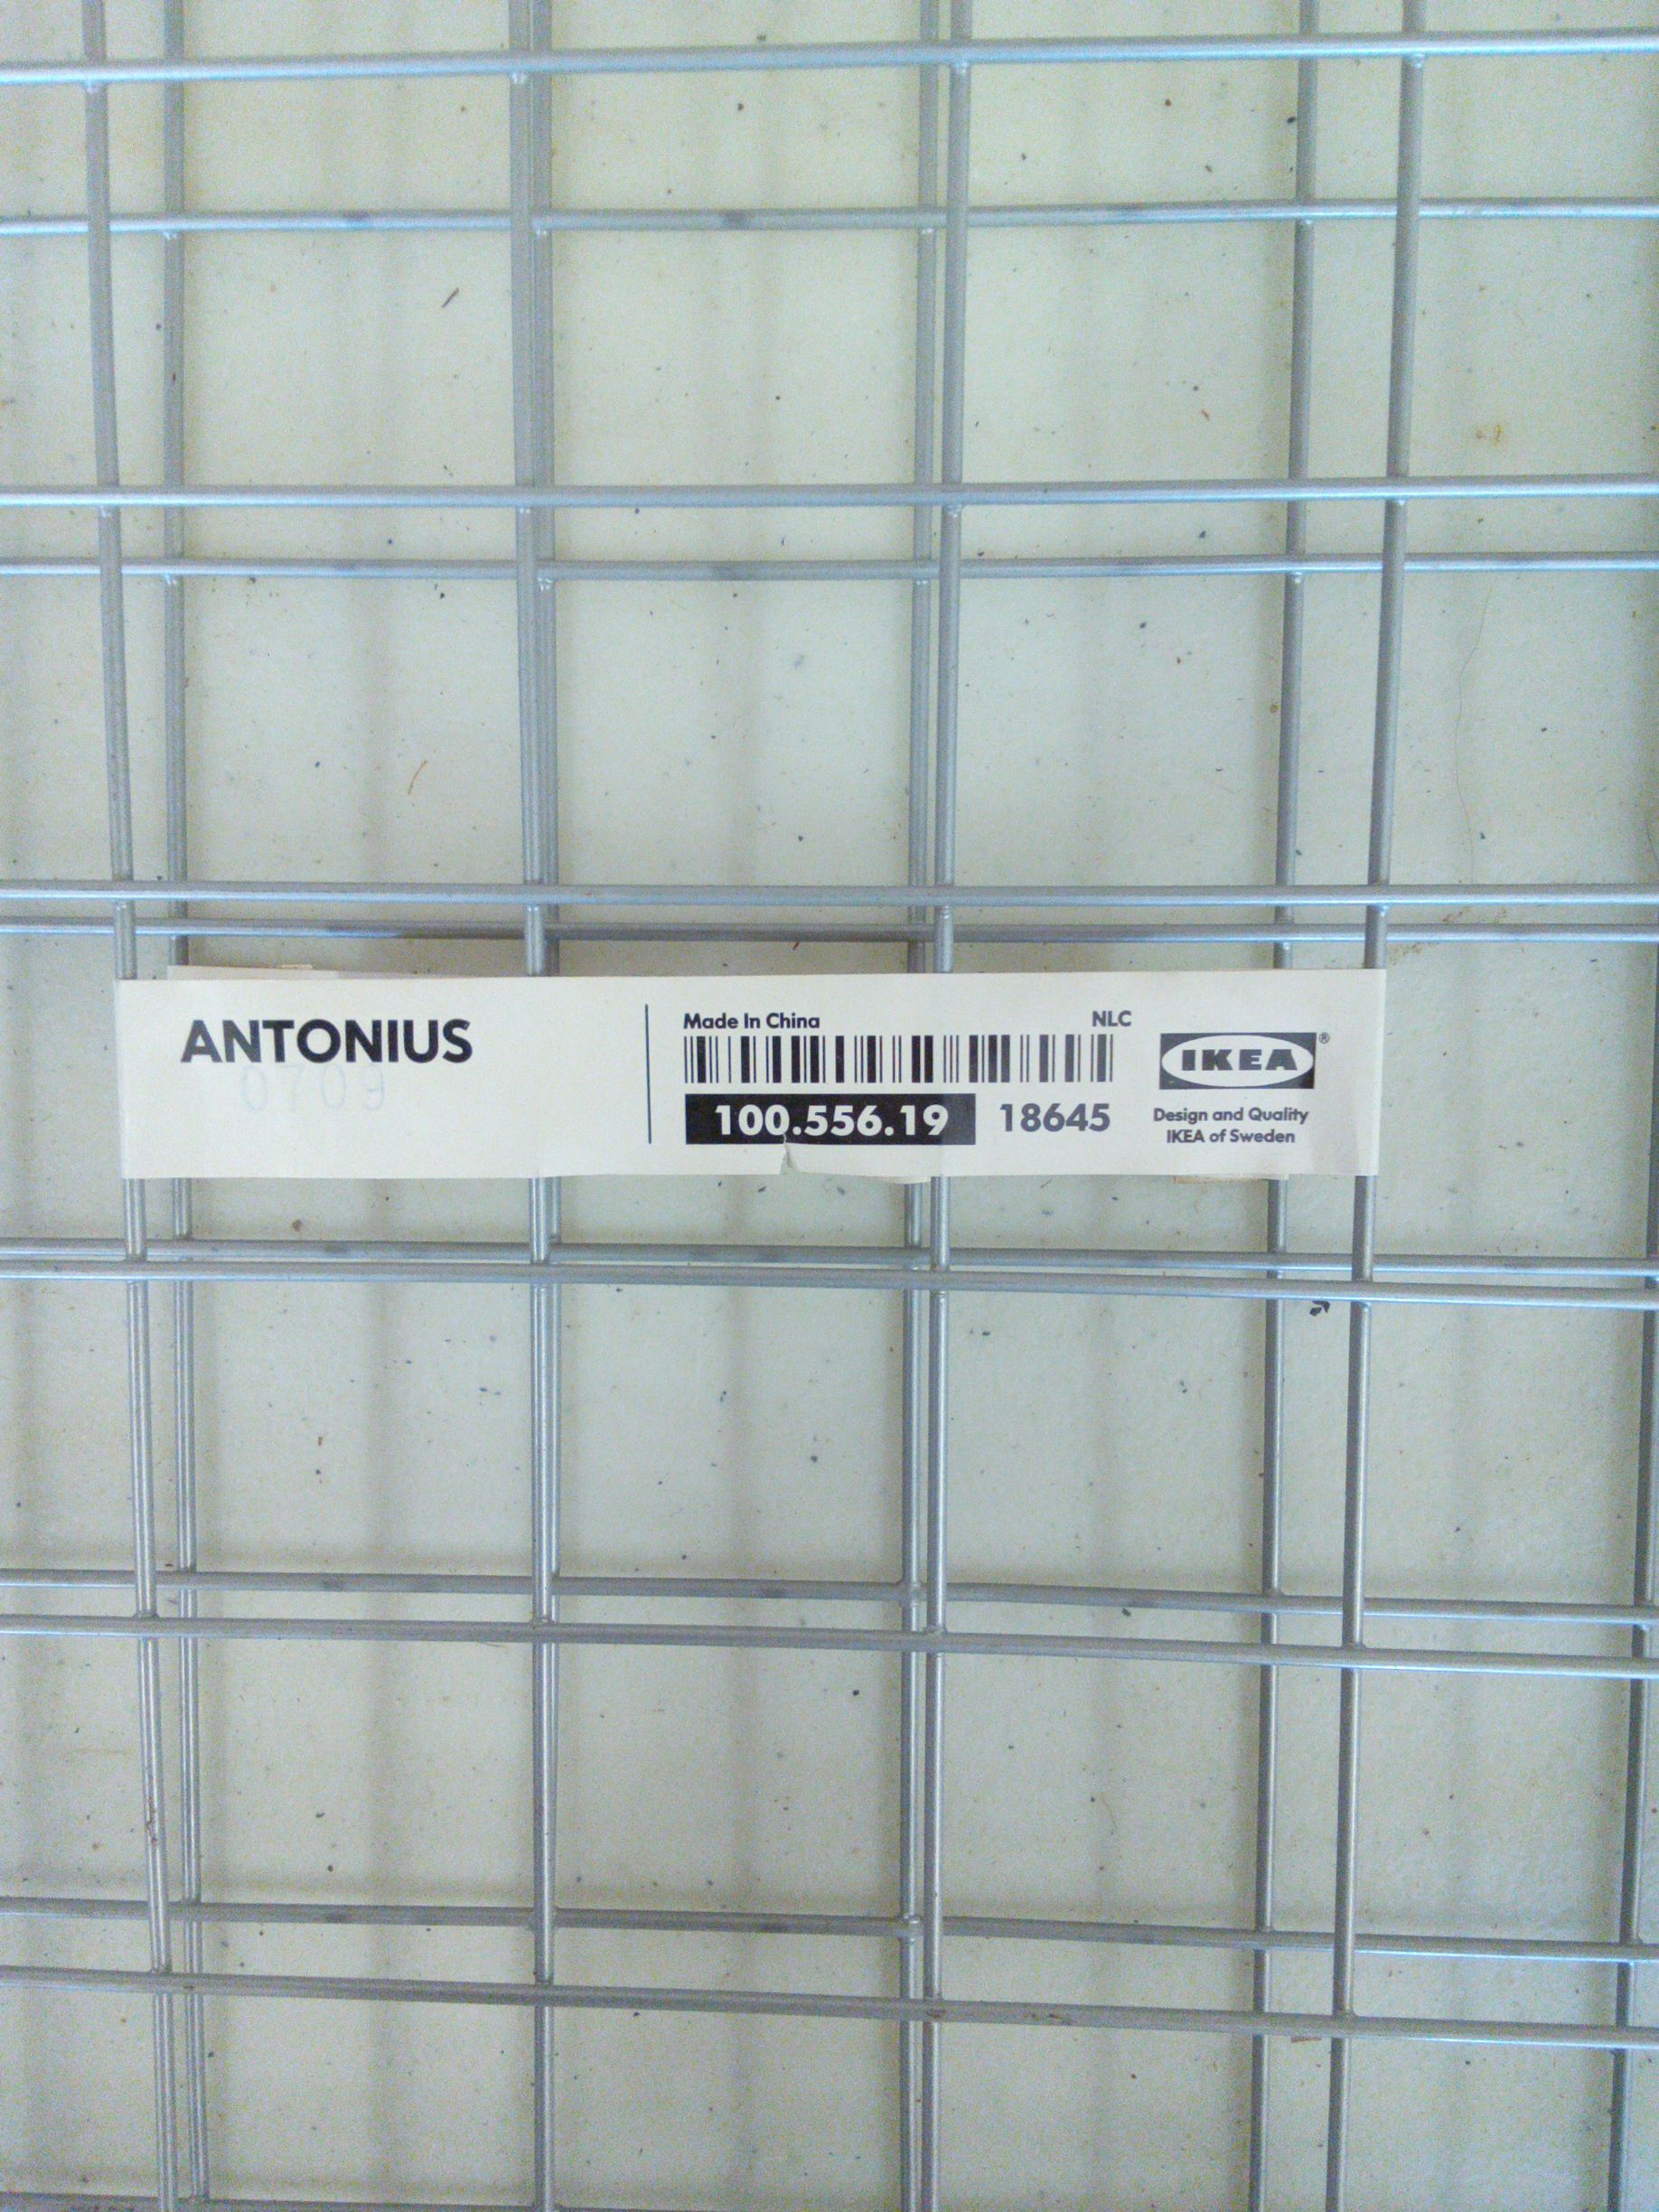 ANTONIUS
0709
Made In China
NLC
100.556.19
18645
IKEA®
Design and Quality
IKEA of Sweden